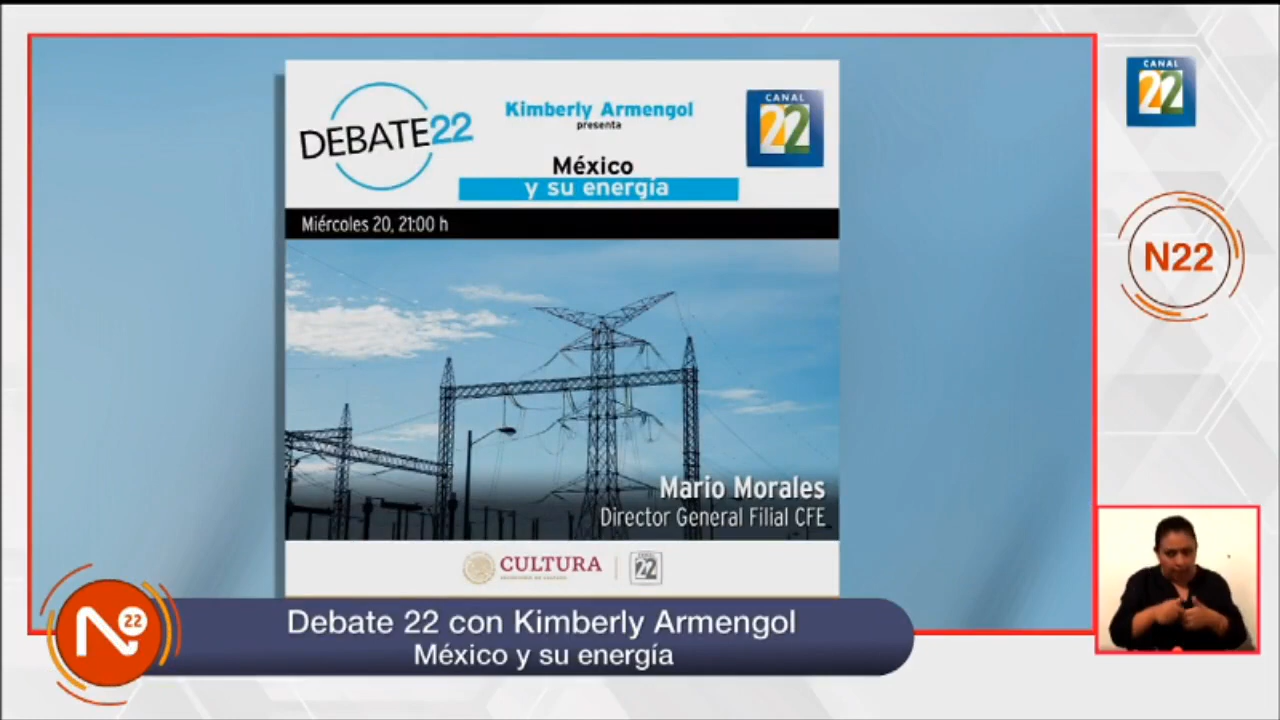 DEBATE22
Kimberly Armengol
presenta
México
y su energía
CANAL
22
Miércoles 20, 21:00 h
Mario Morales
Director General Filial CFE
CULTURA
CANAL
22
Debate 22 con Kimberly Armengol
México y su energía
N 22
CANAL
22
N22